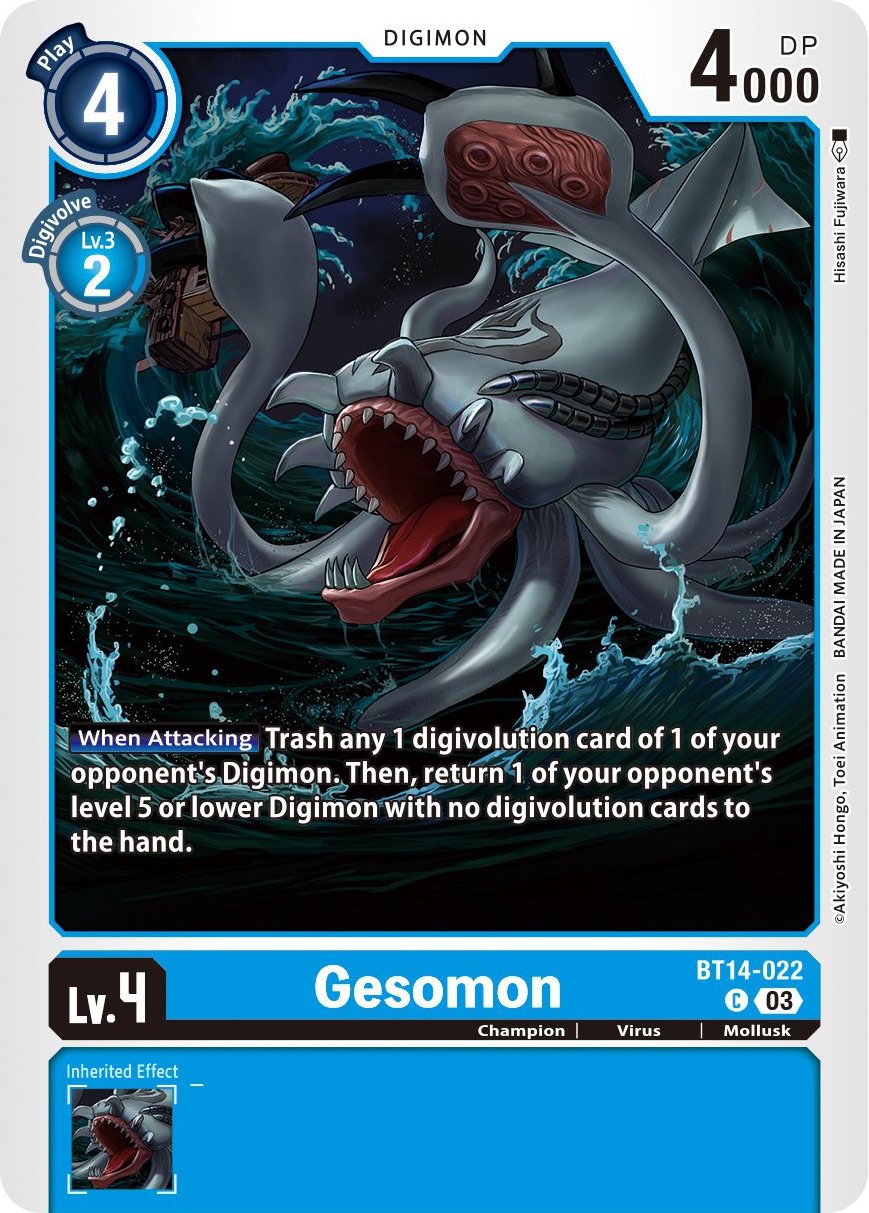 DIGIMON
Play
4
DP
4000
Digivolve
Lv.3
2
Hisashi Fujiwara
©Akiyoshi Hongo, Toei Animation BANDAI MADE IN JAPAN
When Attacking Trash any 1 digivolution card of 1 of your
opponent's Digimon. Then, return 1 of your opponent's
level 5 or lower Digimon with no digivolution cards to
the hand.
Lv.4
Gesomon
BT14-022
C 03
Champion | Virus | Mollusk
Inherited Effect
–